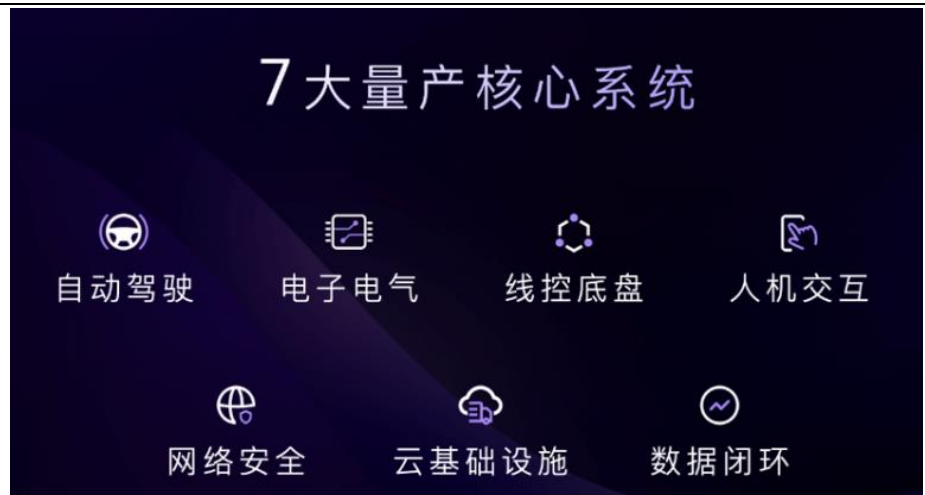 7大量产核心系统
自动驾驶 电子电气 线控底盘 人机交互
网络安全 云基础设施 数据闭环